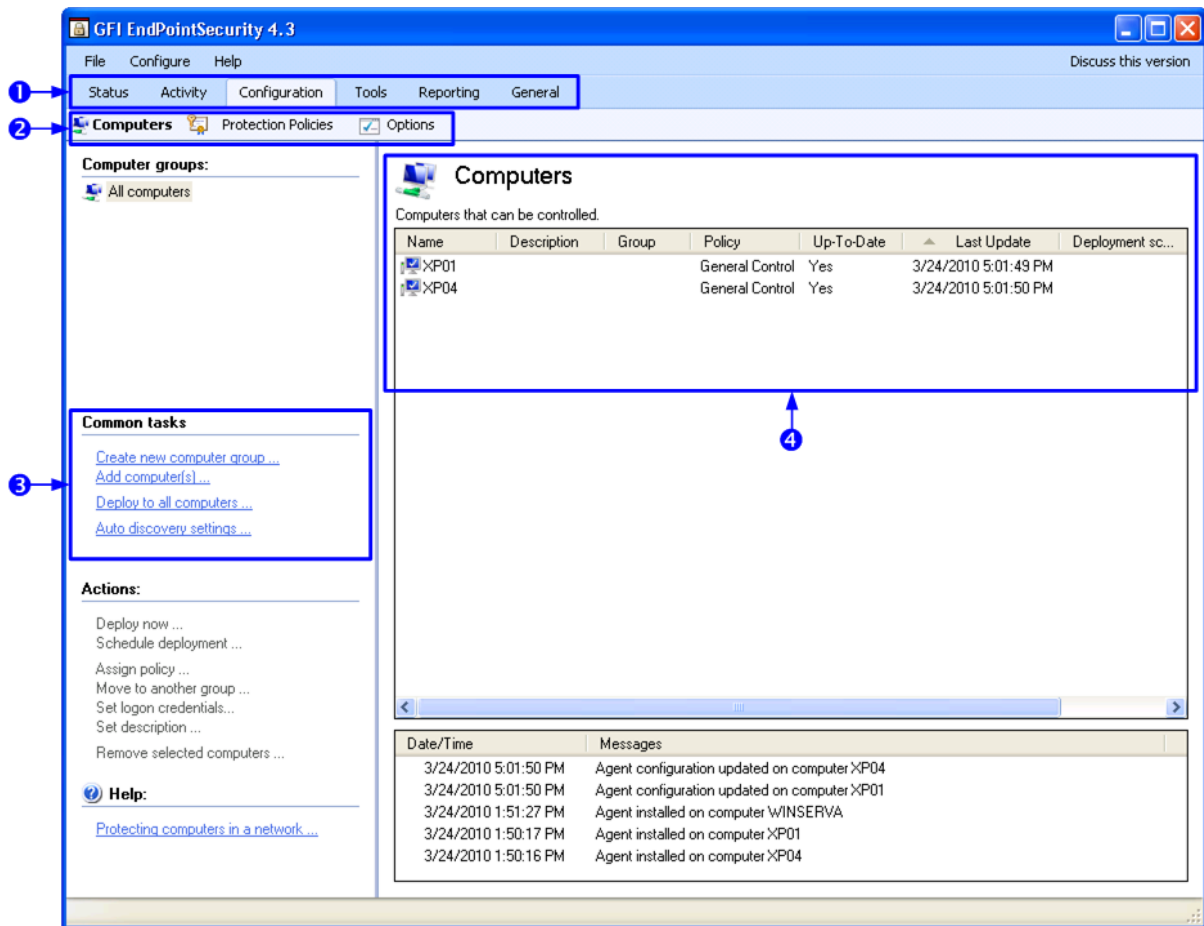 GFI EndPointSecurity 4.3
File Configure Help Discuss this version
1 Status Activity Configuration Tools Reporting General
2 Computers Protection Policies Options
Computer groups:
All computers
Computers
Computers that can be controlled.
Name Description Group Policy Up-To-Date Last Update Deployment sc...
XP01 General Control Yes 3/24/2010 5:01:49 PM
XP04 General Control Yes 3/24/2010 5:01:50 PM
4
Common tasks
Create new computer group ...
3 Add computer(s) ...
Deploy to all computers ...
Auto discovery settings ...
Actions:
Deploy now ...
Schedule deployment ...
Assign policy ...
Move to another group ...
Set logon credentials...
Set description ...
Remove selected computers ...
Help:
Protecting computers in a network ...
Date/Time Messages
3/24/2010 5:01:50 PM Agent configuration updated on computer XP04
3/24/2010 5:01:50 PM Agent configuration updated on computer XP01
3/24/2010 1:51:27 PM Agent installed on computer WINSERVA
3/24/2010 1:50:17 PM Agent installed on computer XP01
3/24/2010 1:50:16 PM Agent installed on computer XP04